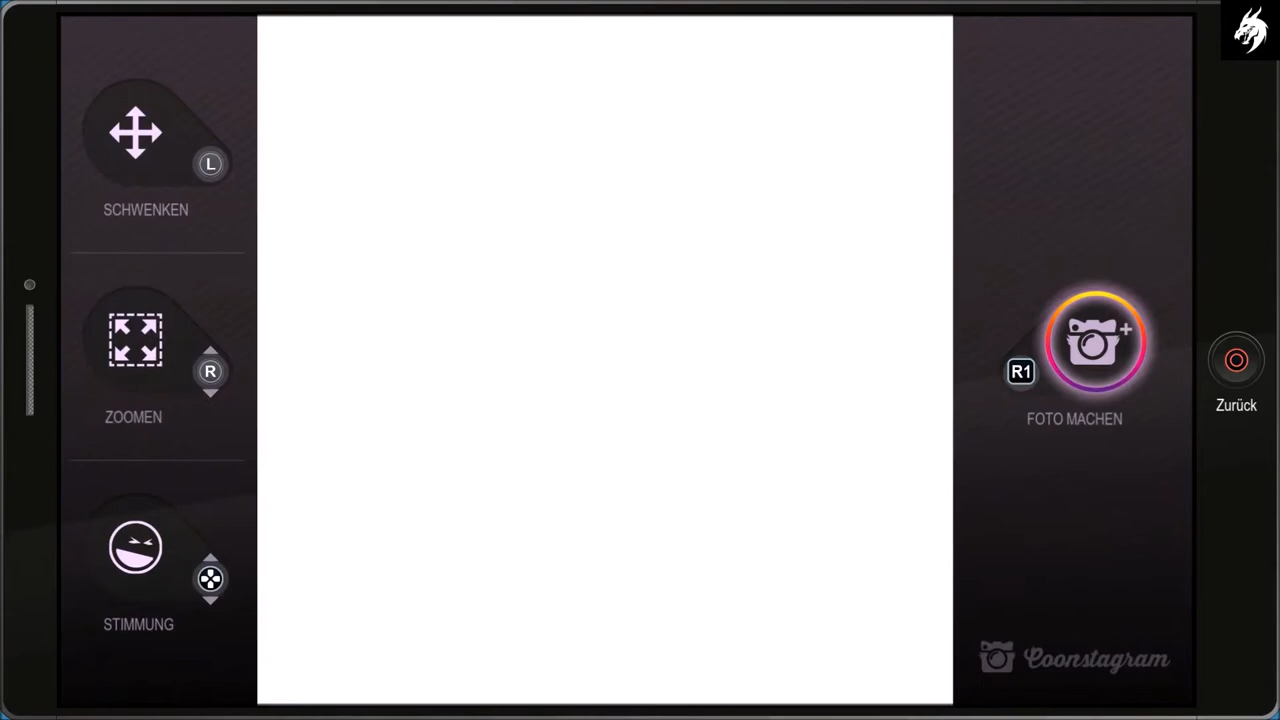 L
SCHWENKEN
R
ZOOMEN
STIMMUNG
R1
FOTO MACHEN
Zurück
Coonstagram